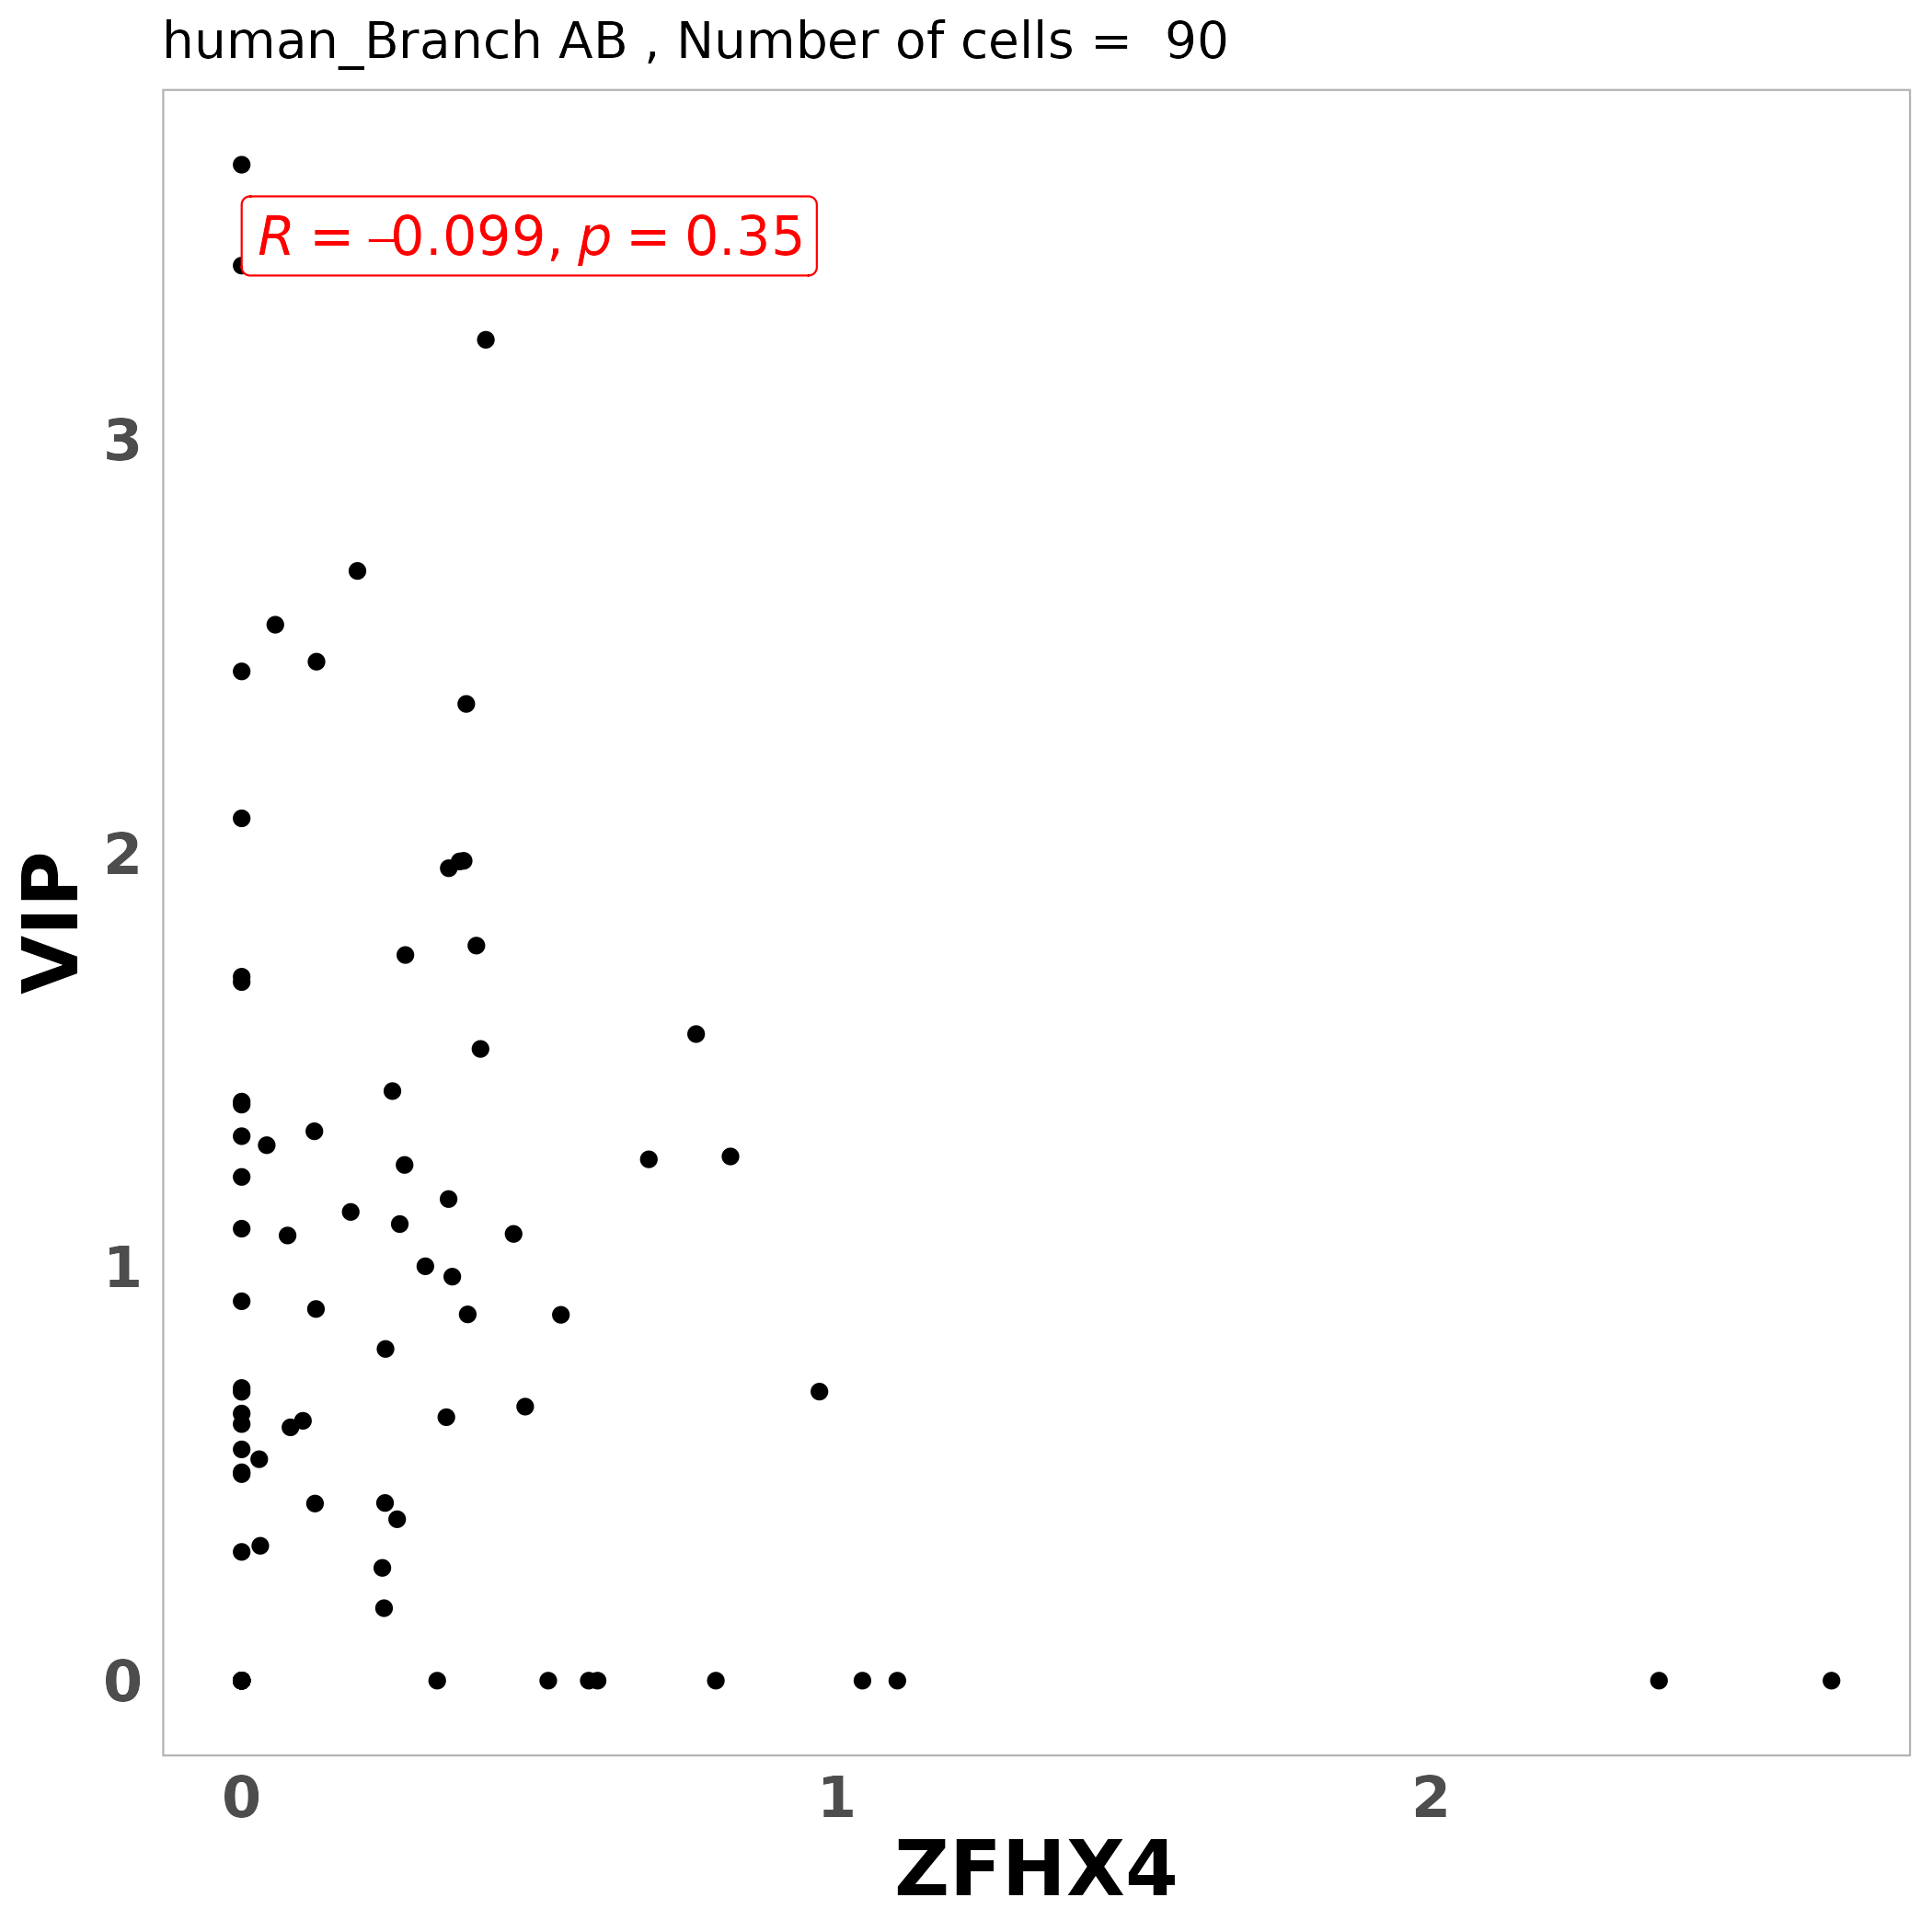 human_Branch AB , Number of cells =  90
R = –0.099, p = 0.35
3
2
1
0
VIP
0 1 2
ZFHX4